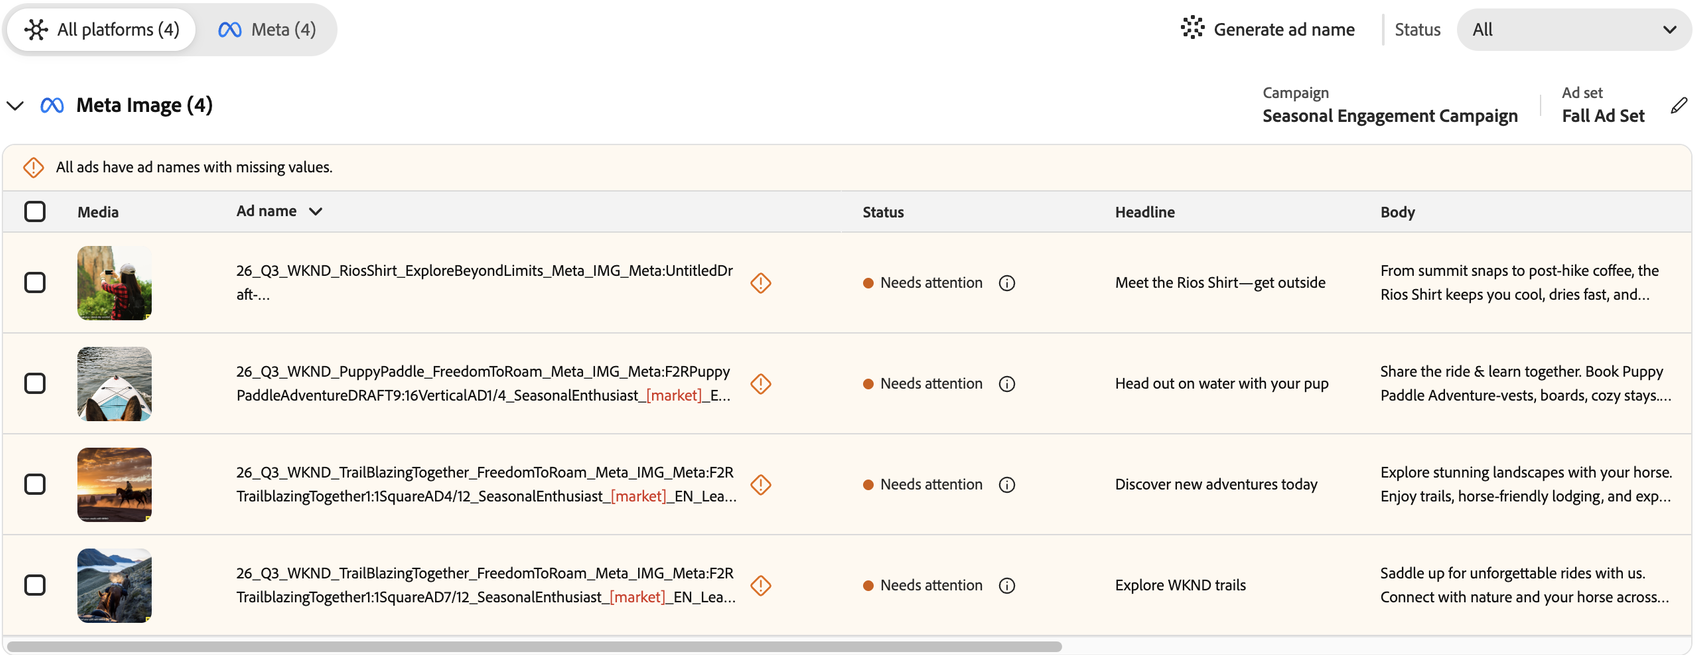 All platforms (4)
Meta (4)
Generate ad name
Status
All
Meta Image (4)
Campaign
Seasonal Engagement Campaign
Ad set
Fall Ad Set
All ads have ad names with missing values.
Media
Ad name
Status
Headline
Body
26_Q3_WKND_RiosShirt_ExploreBeyondLimits_Meta_IMG_Meta:UntitledDr
aft-...
Needs attention
Meet the Rios Shirt—get outside
From summit snaps to post-hike coffee, the
Rios Shirt keeps you cool, dries fast, and...
26_Q3_WKND_PuppyPaddle_FreedomToRoam_Meta_IMG_Meta:F2RPuppy
PaddleAdventureDRAFT9:16VerticalAD1/4_SeasonalEnthusiast_[market]_E...
Needs attention
Head out on water with your pup
Share the ride & learn together. Book Puppy
Paddle Adventure-vests, boards, cozy stays....
26_Q3_WKND_TrailBlazingTogether_FreedomToRoam_Meta_IMG_Meta:F2R
TrailblazingTogether1:1SquareAD4/12_SeasonalEnthusiast_[market]_EN_Lea...
Needs attention
Discover new adventures today
Explore stunning landscapes with your horse.
Enjoy trails, horse-friendly lodging, and exp...
26_Q3_WKND_TrailBlazingTogether_FreedomToRoam_Meta_IMG_Meta:F2R
TrailblazingTogether1:1SquareAD7/12_SeasonalEnthusiast_[market]_EN_Lea...
Needs attention
Explore WKND trails
Saddle up for unforgettable rides with us.
Connect with nature and your horse across...